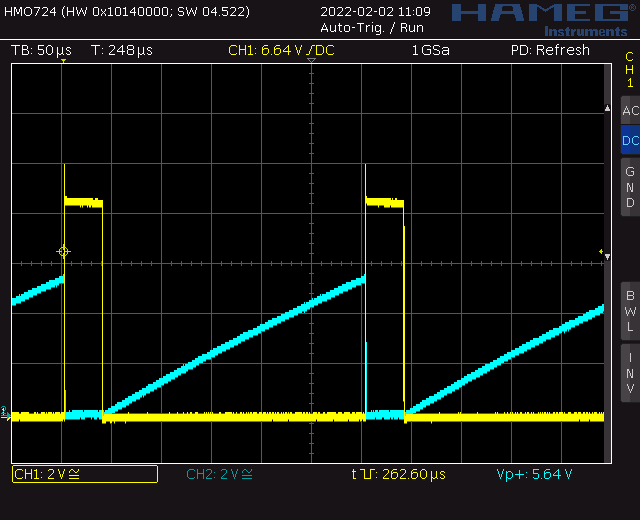 HMO724 (HW 0x10140000; SW 04.522)
2022-02-02 11:09
HAMEG®
Auto-Trig. / Run
Instruments
TB: 50µs
T: 248µs
CH1: 6.64 V / DC
1GSa
PD: Refresh
CH1
AC
DC
GND
BWL
INV
CH1: 2 V
CH2: 2 V
t 262.60µs
Vp+: 5.64 V